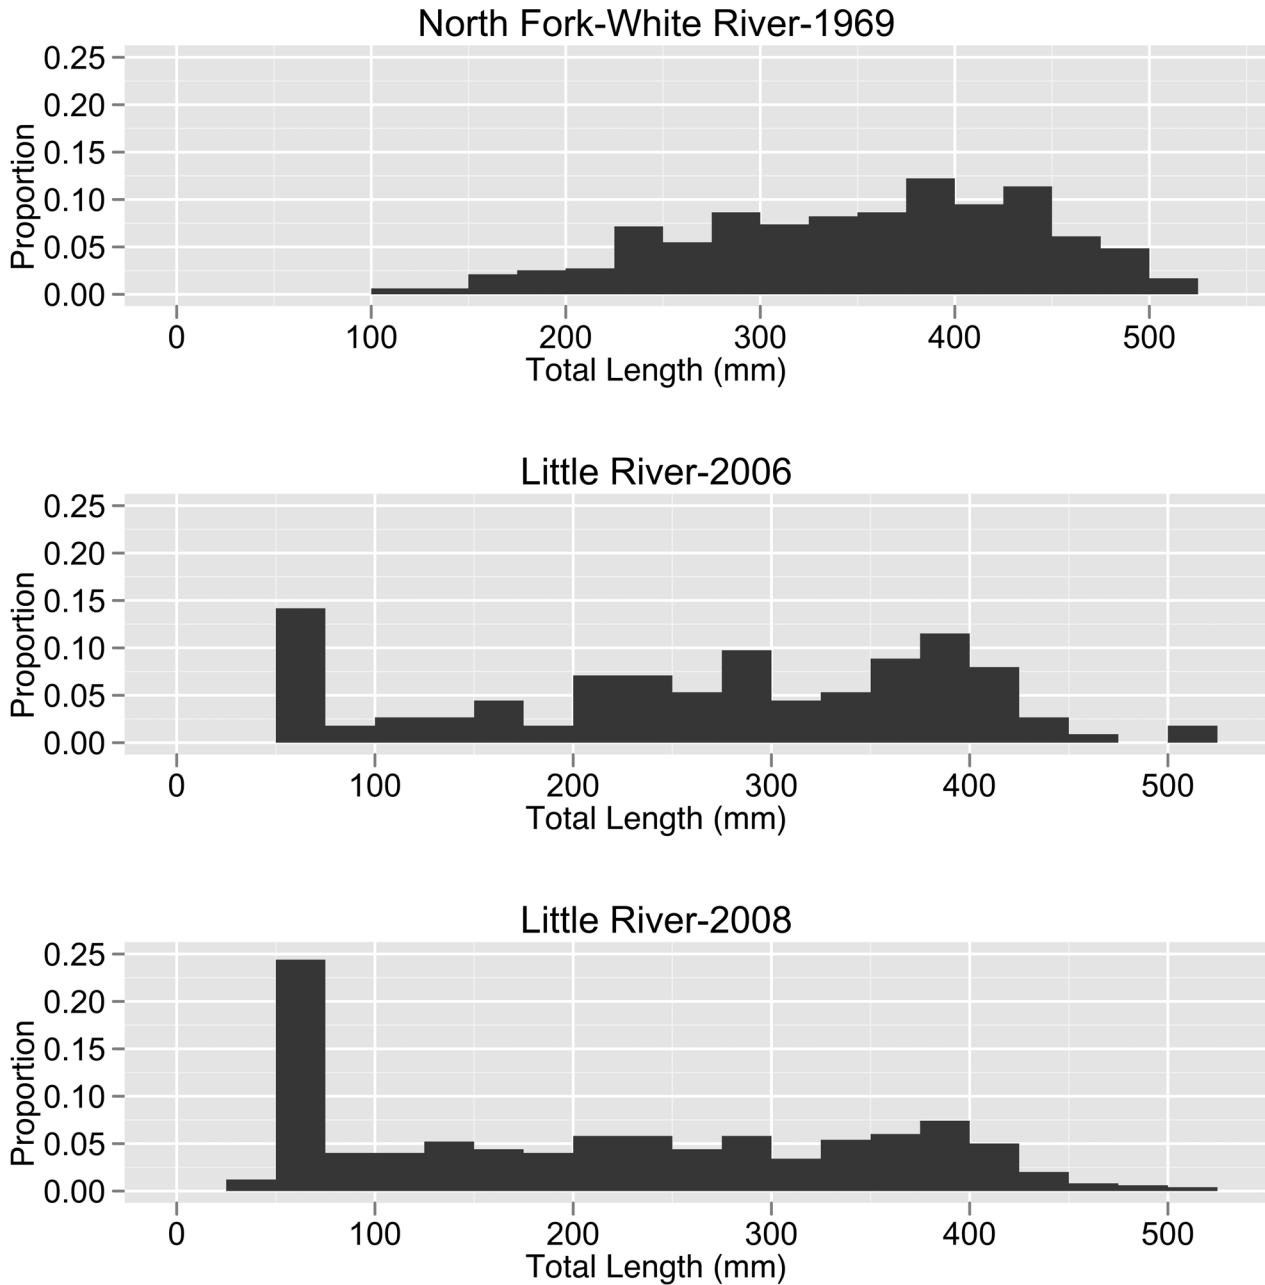 North Fork-White River-1969
0.25
0.20
0.15
0.10
0.05
0.00
Proportion
0 100 200 300 400 500
Total Length (mm)
Little River-2006
0.25
0.20
0.15
0.10
0.05
0.00
Proportion
0 100 200 300 400 500
Total Length (mm)
Little River-2008
0.25
0.20
0.15
0.10
0.05
0.00
Proportion
0 100 200 300 400 500
Total Length (mm)